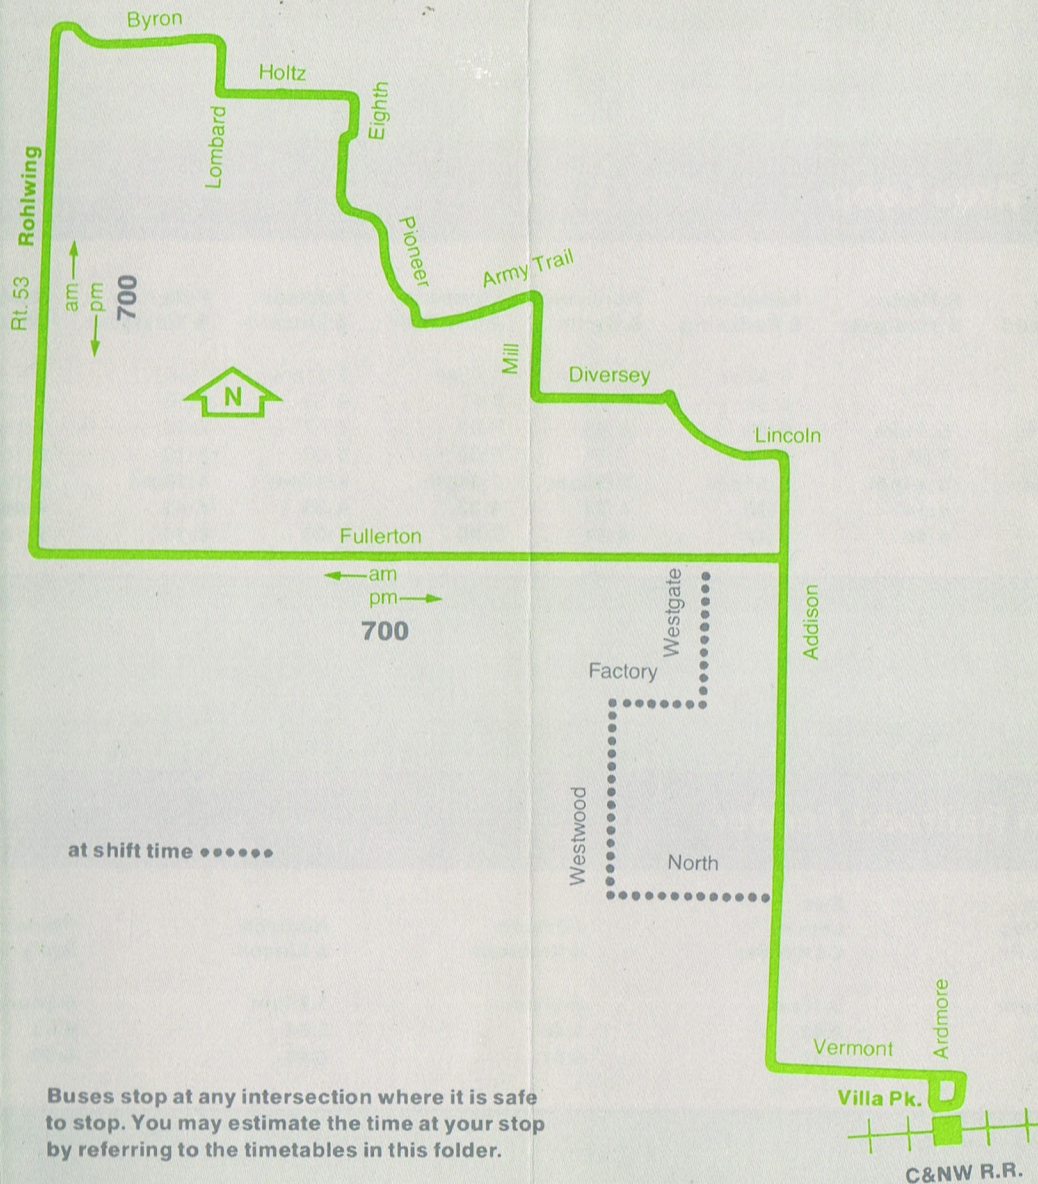 Byron
Holtz
Eighth
Lombard
Rohlwing
Rt. 53
am
pm
700
Pioneer
Army Trail
N
Mill
Diversey
Lincoln
Fullerton
am
pm
700
Westgate
Addison
Factory
Westwood
at shift time
North
Ardmore
Vermont
Villa Pk.
Buses stop at any intersection where it is safe
to stop. You may estimate the time at your stop
by referring to the timetables in this folder.
C&NW R.R.